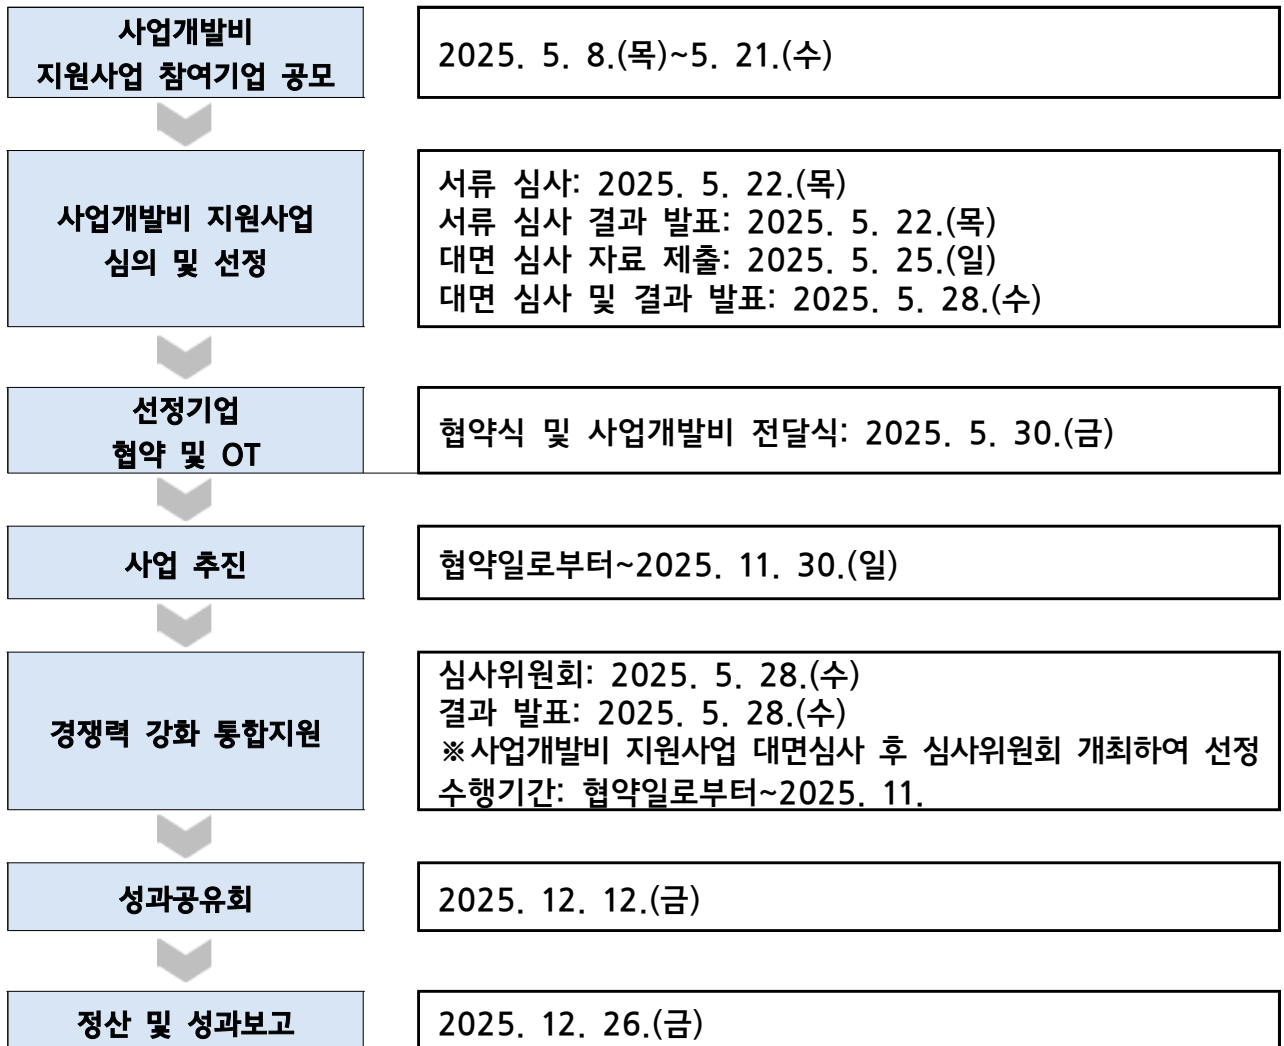 사업개발비
지원사업 참여기업 공모
2025. 5. 8.(목)~5. 21.(수)
사업개발비 지원사업
심의 및 선정
서류 심사: 2025. 5. 22.(목)
서류 심사 결과 발표: 2025. 5. 22.(목)
대면 심사 자료 제출: 2025. 5. 25.(일)
대면 심사 및 결과 발표: 2025. 5. 28.(수)
선정기업
협약 및 OT
협약식 및 사업개발비 전달식: 2025. 5. 30.(금)
사업 추진
협약일로부터~2025. 11. 30.(일)
경쟁력 강화 통합지원
심사위원회: 2025. 5. 28.(수)
결과 발표: 2025. 5. 28.(수)
※사업개발비 지원사업 대면심사 후 심사위원회 개최하여 선정
수행기간: 협약일로부터~2025. 11.
성과공유회
2025. 12. 12.(금)
정산 및 성과보고
2025. 12. 26.(금)